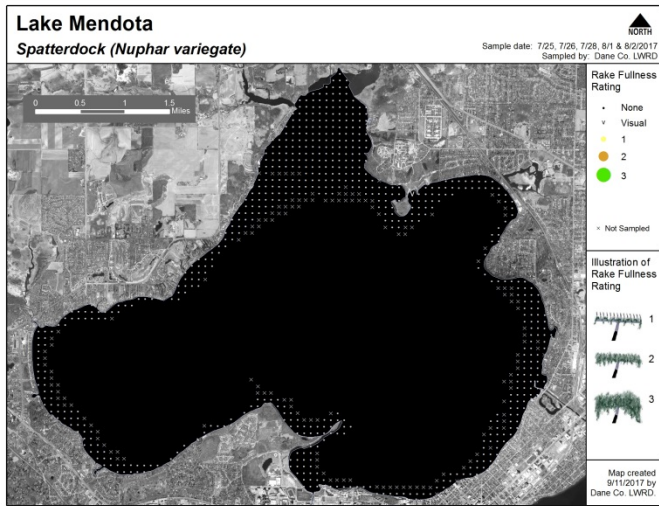 Lake Mendota
Spatterdock (Nuphar variegate)
NORTH
Sample date: 7/25, 7/26, 7/28, 8/1 & 8/2/2017
Sampled by: Dane Co. LWRD
0 0.5 1 1.5
Miles
Rake Fullness
Rating
None
v Visual
1
2
3
× Not Sampled
Illustration of
Rake Fullness
Rating
1
2
3
Map created
9/11/2017 by
Dane Co. LWRD.